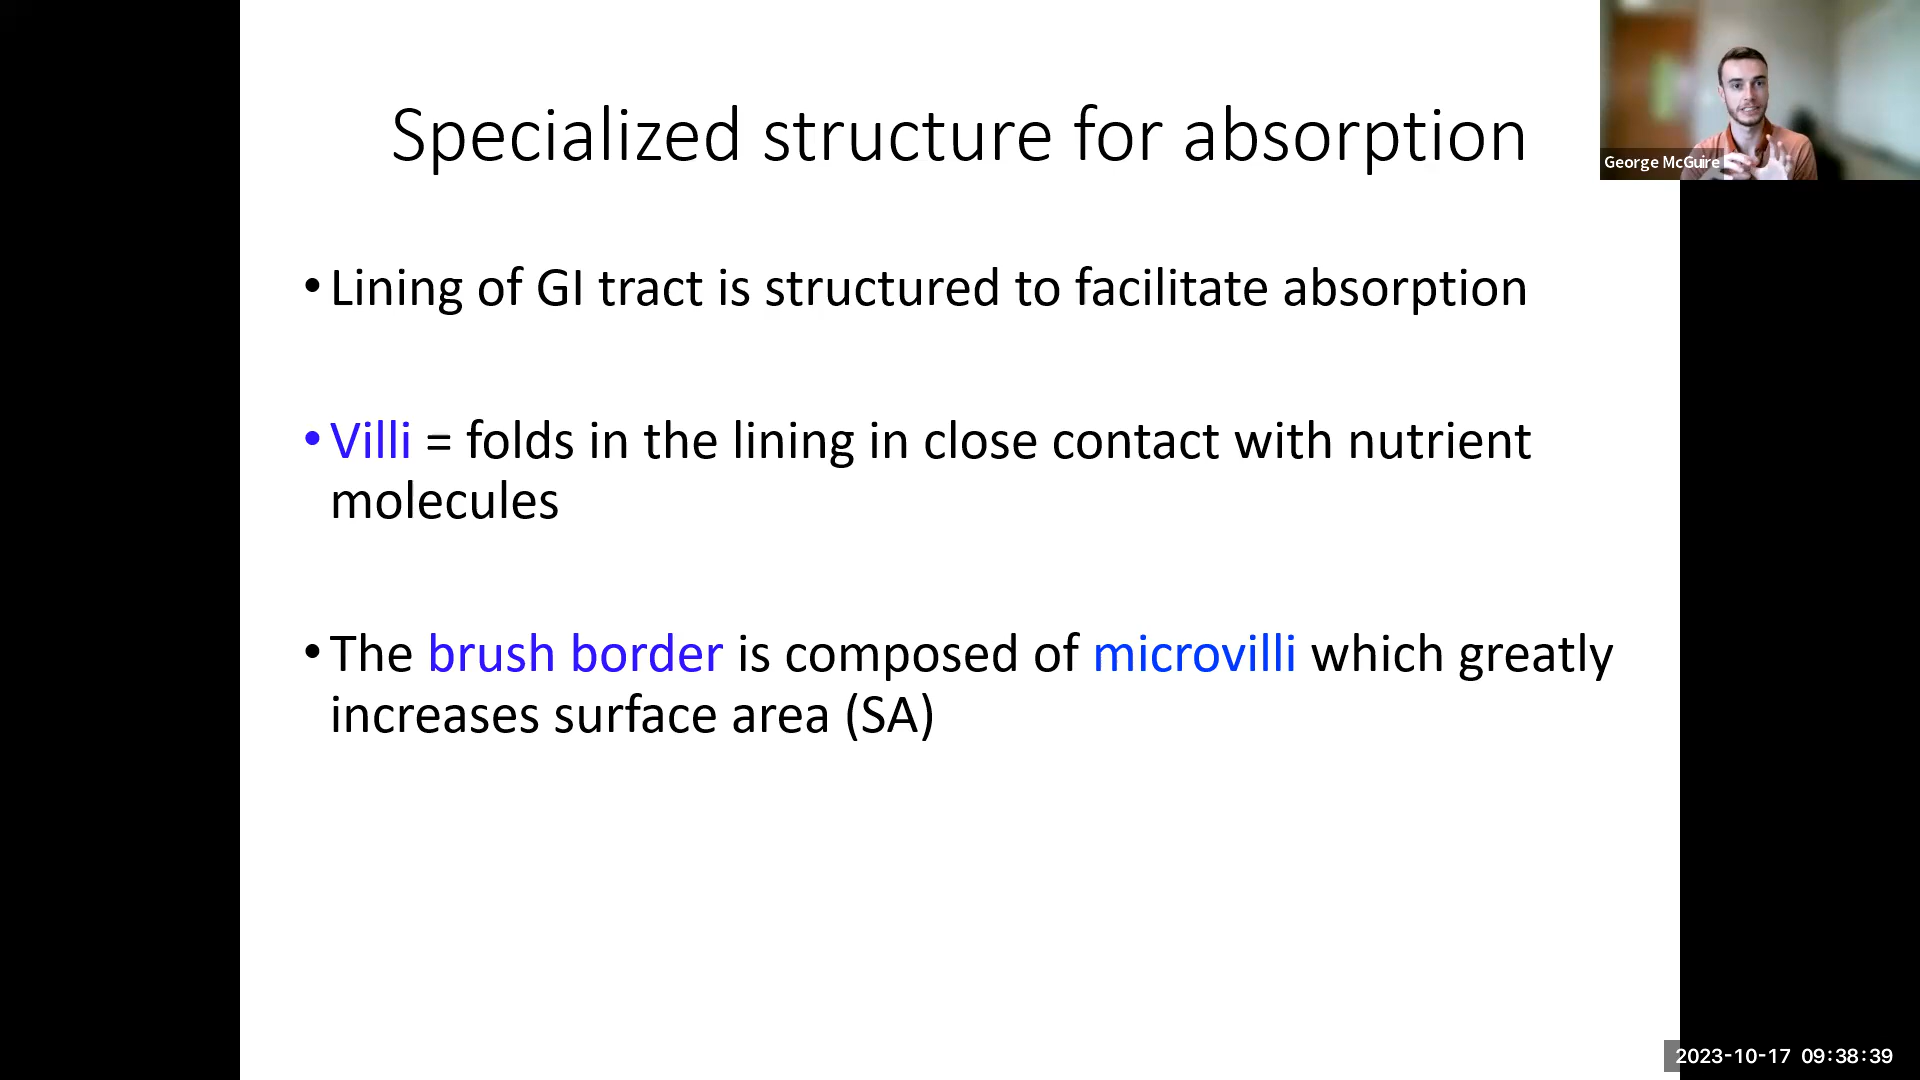 Specialized structure for absorption
George McGuire
• Lining of GI tract is structured to facilitate absorption
• Villi = folds in the lining in close contact with nutrient
molecules
• The brush border is composed of microvilli which greatly
increases surface area (SA)
2023-10-17 09:38:39